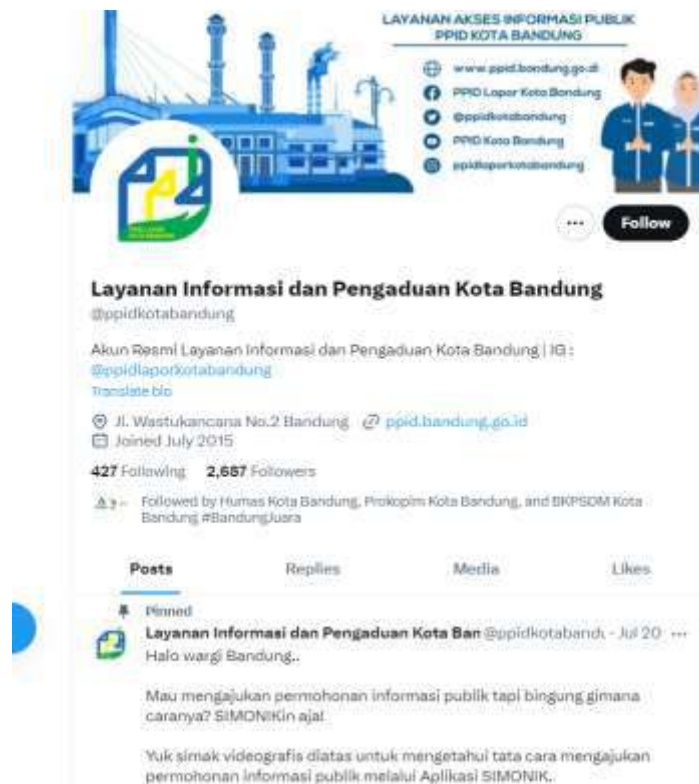 LAYANAN AKSES INFORMASI PUBLIK
PPID KOTA BANDUNG
www.ppid.bandung.go.id
PPID Lapor Kota Bandung
@ppidkotabandung
PPID Kota Bandung
ppidlaporkotabandung
Follow
Layanan Informasi dan Pengaduan Kota Bandung
@ppidkotabandung
Akun Resmi Layanan Informasi dan Pengaduan Kota Bandung | IG :
@ppidlaporkotabandung
Translate bio
Jl. Wastukancana No.2 Bandung ppid.bandung.go.id
Joined July 2015
427 Following 2,687 Followers
Followed by Humas Kota Bandung, Prokopim Kota Bandung, and BKPSDM Kota
Bandung #BandungJuara
Posts Replies Media Likes
Pinned
Layanan Informasi dan Pengaduan Kota Ban @ppidkotabandu - Jul 20 ...
Halo wargi Bandung..
Mau mengajukan permohonan informasi publik tapi bingung gimana
caranya? SIMONIKin aja!
Yuk simak videografis diatas untuk mengetahui tata cara mengajukan
permohonan informasi publik melalui Aplikasi SIMONIK.